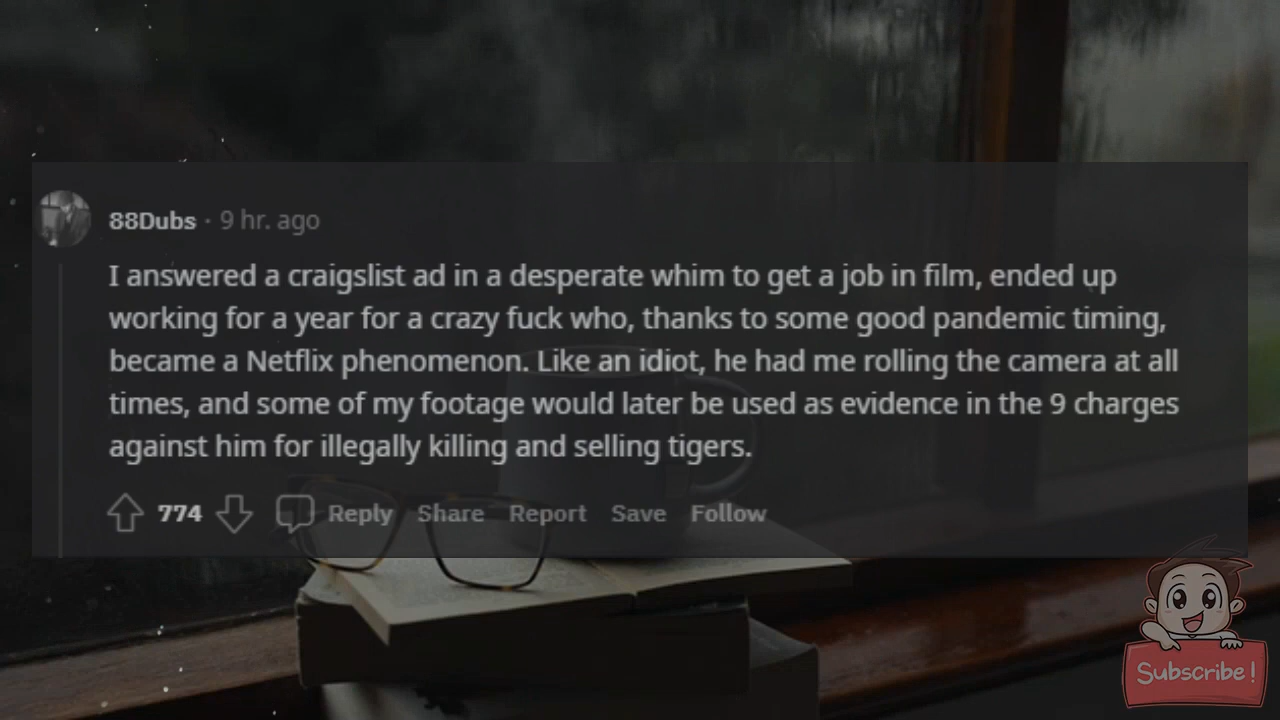 88Dubs · 9 hr. ago
I answered a craigslist ad in a desperate whim to get a job in film, ended up
working for a year for a crazy fuck who, thanks to some good pandemic timing,
became a Netflix phenomenon. Like an idiot, he had me rolling the camera at all
times, and some of my footage would later be used as evidence in the 9 charges
against him for illegally killing and selling tigers.
774 Reply Share Report Save Follow
Subscribe!